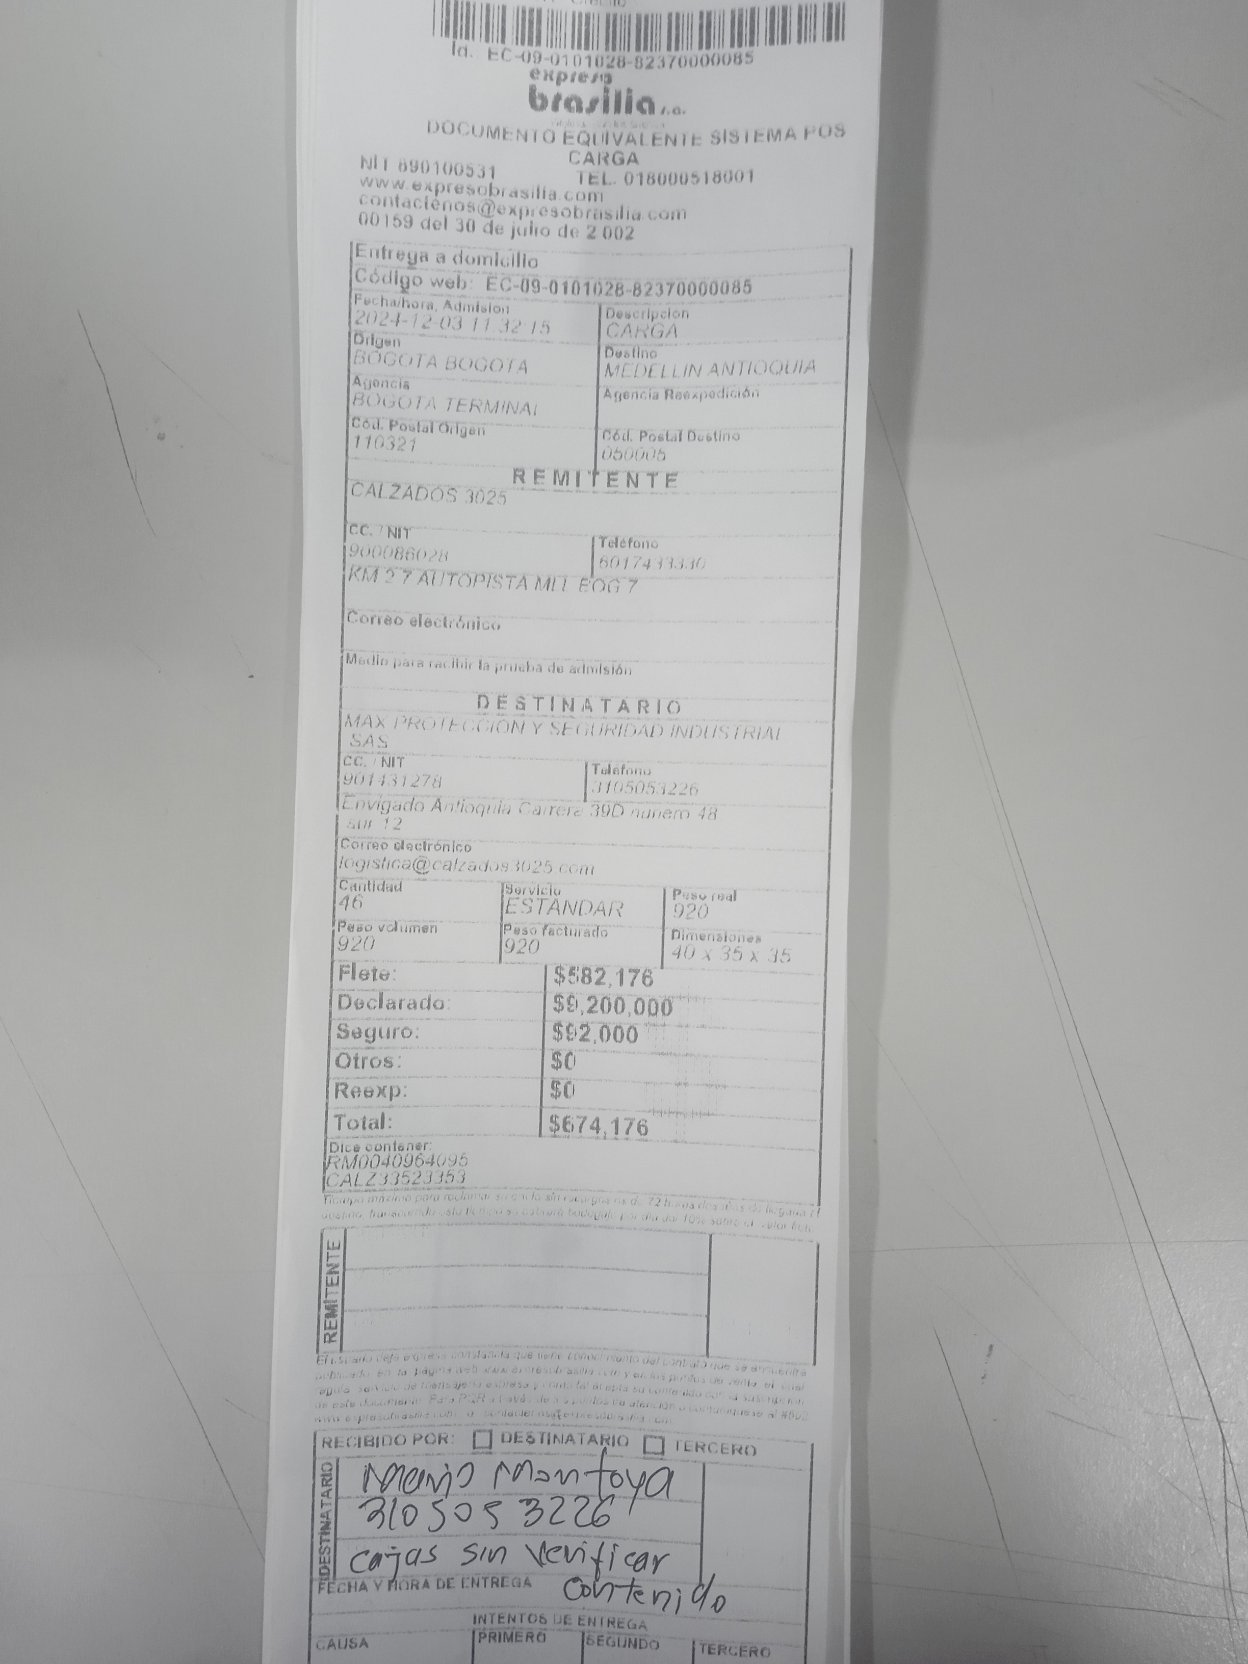 Id. EC-09-0101028-82370000085
expreso
brasilia s.a.
DOCUMENTO EQUIVALENTE SISTEMA POS
CARGA
NIT 890100531 TEL. 018000518001
www.expresobrasilia.com
contactenos@expresobrasilia.com
00159 del 30 de julio de 2002
Entrega a domicilio
Código web: EC-09-0101028-82370000085
Fecha/hora, Admision Descripcion
2024-12-03 11:32:15 CARGA
Origen Destino
BOGOTA BOGOTA MEDELLIN ANTIOQUIA
Agencia Agencia Reexpedición
BOGOTA TERMINAL
Cód. Postal Origen Cód. Postal Destino
110321 050005
REMITENTE
CALZADOS 3025
CC. / NIT Teléfono
900086028 6017433330
KM 2 7 AUTOPISTA MLL BOG 7
Correo electrónico
Medio para recibir la prueba de admisión
DESTINATARIO
MAX PROTECCION Y SEGURIDAD INDUSTRIAL
SAS
CC. / NIT Teléfono
901431278 3105053226
Envigado Antioquia Carrera 39D numero 48
sur 12
Correo electrónico
logistica@calzados3025.com
Cantidad Servicio Peso real
46 ESTANDAR 920
Peso volumen Peso facturado Dimensiones
920 920 40 x 35 x 35
Flete: $582,176
Declarado: $9,200,000
Seguro: $92,000
Otros: $0
Reexp: $0
Total: $674,176
Dice contener:
RM0040964095
CALZ33523353
REMITENTE
RECIBIDO POR: DESTINATARIO TERCERO
DESTINATARIO
Mario Montoya
3105053226
cajas sin verificar
contenido
FECHA Y HORA DE ENTREGA
INTENTOS DE ENTREGA
CAUSA PRIMERO SEGUNDO TERCERO